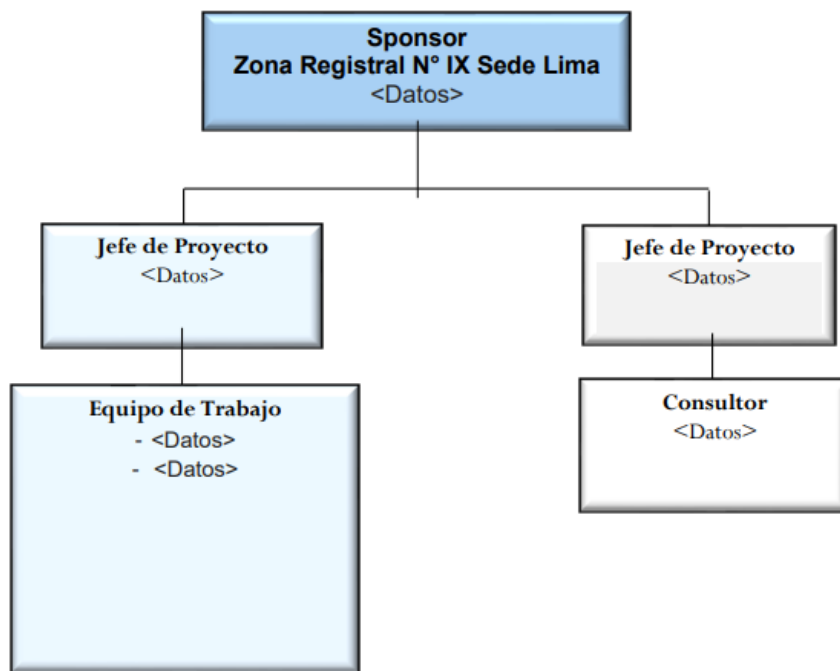 Sponsor
Zona Registral N° IX Sede Lima
<Datos>
Jefe de Proyecto
<Datos>
Jefe de Proyecto
<Datos>
Equipo de Trabajo
- <Datos>
- <Datos>
Consultor
<Datos>